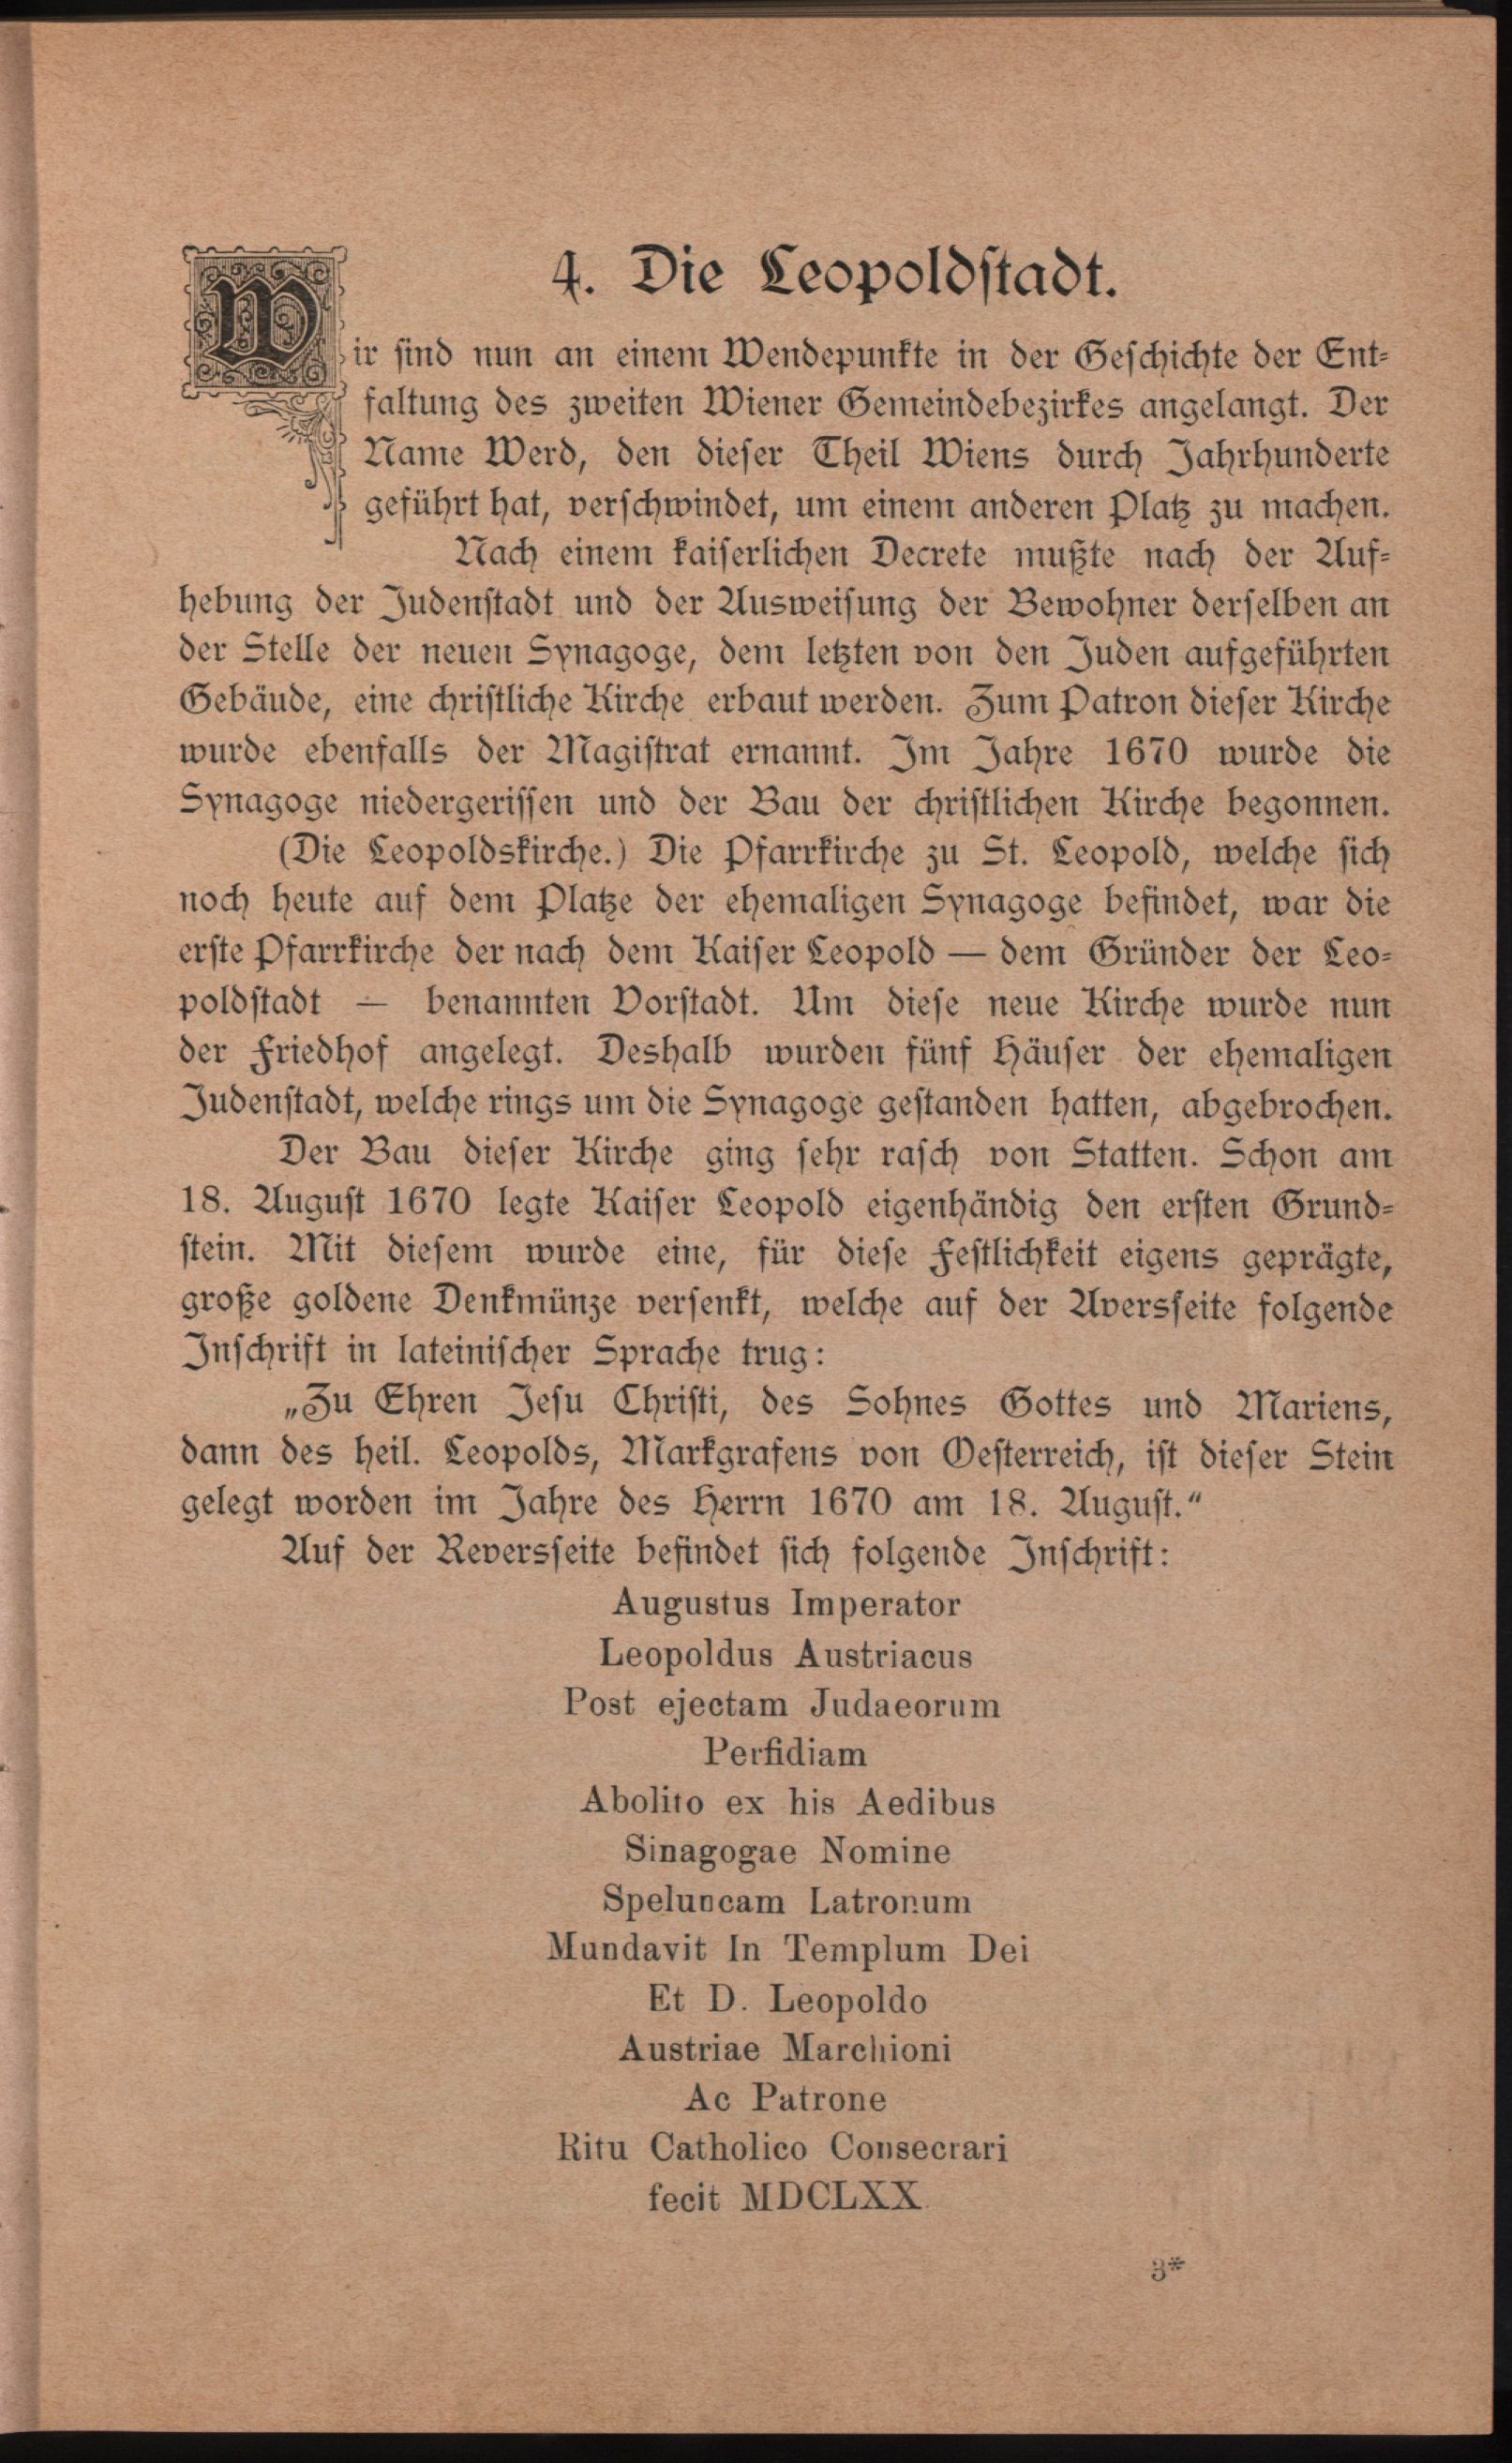 4. Die Leopoldstadt.
Wir sind nun an einem Wendepunkte in der Geschichte der Ent-
faltung des zweiten Wiener Gemeindebezirkes angelangt. Der
Name Werd, den dieser Theil Wiens durch Jahrhunderte
geführt hat, verschwindet, um einem anderen Platz zu machen.
Nach einem kaiserlichen Decrete mußte nach der Auf-
hebung der Judenstadt und der Ausweisung der Bewohner derselben an
der Stelle der neuen Synagoge, dem letzten von den Juden aufgeführten
Gebäude, eine christliche Kirche erbaut werden. Zum Patron dieser Kirche
wurde ebenfalls der Magistrat ernannt. Im Jahre 1670 wurde die
Synagoge niedergerissen und der Bau der christlichen Kirche begonnen.
(Die Leopoldskirche.) Die Pfarrkirche zu St. Leopold, welche sich
noch heute auf dem Platze der ehemaligen Synagoge befindet, war die
erste Pfarrkirche der nach dem Kaiser Leopold — dem Gründer der Leo-
poldstadt — benannten Vorstadt. Um diese neue Kirche wurde nun
der Friedhof angelegt. Deshalb wurden fünf Häuser der ehemaligen
Judenstadt, welche rings um die Synagoge gestanden hatten, abgebrochen.
Der Bau dieser Kirche ging sehr rasch von Statten. Schon am
18. August 1670 legte Kaiser Leopold eigenhändig den ersten Grund-
stein. Mit diesem wurde eine, für diese Festlichkeit eigens geprägte,
große goldene Denkmünze versenkt, welche auf der Aversseite folgende
Inschrift in lateinischer Sprache trug:
„Zu Ehren Jesu Christi, des Sohnes Gottes und Mariens,
dann des heil. Leopolds, Markgrafens von Oesterreich, ist dieser Stein
gelegt worden im Jahre des Herrn 1670 am 18. August.“
Auf der Reversseite befindet sich folgende Inschrift:
Augustus Imperator
Leopoldus Austriacus
Post ejectam Judaeorum
Perfidiam
Abolito ex his Aedibus
Sinagogae Nomine
Speluncam Latronum
Mundavit In Templum Dei
Et D. Leopoldo
Austriae Marchioni
Ac Patrone
Ritu Catholico Consecrari
fecit MDCLXX
3*